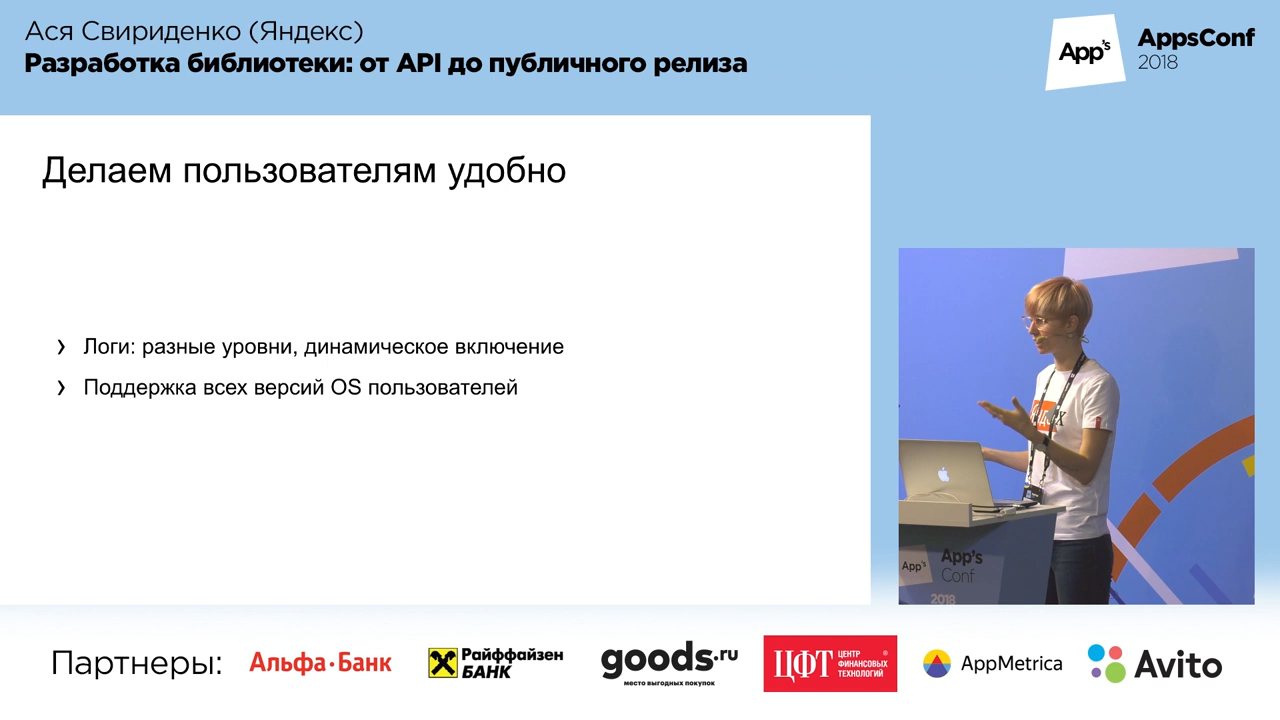 Ася Свириденко (Яндекс)
Разработка библиотеки: от API до публичного релиза
App's
AppsConf
2018
Делаем пользователям удобно
› Логи: разные уровни, динамическое включение
› Поддержка всех версий OS пользователей
App's
App's
Conf
2018
Партнеры:
Альфа·Банк
Райффайзен
БАНК
goods.ru
место выгодных покупок
ЦФТ
ЦЕНТР
ФИНАНСОВЫХ
ТЕХНОЛОГИЙ
®
AppMetrica
Avito